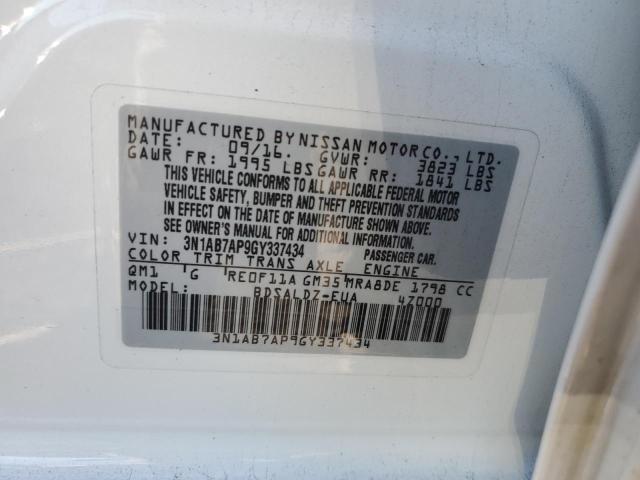 MANUFACTURED BY NISSAN MOTOR CO., LTD.
DATE: 09/16. GVWR: 3823 LBS
GAWR FR: 1995 LBS GAWR RR: 1841 LBS
THIS VEHICLE CONFORMS TO ALL APPLICABLE FEDERAL MOTOR
VEHICLE SAFETY, BUMPER AND THEFT PREVENTION STANDARDS
IN EFFECT ON THE DATE OF MANUFACTURE SHOWN ABOVE.
SEE OWNER'S MANUAL FOR ADDITIONAL INFORMATION.
VIN: 3N1AB7AP9GY337434 PASSENGER CAR.
COLOR TRIM TRANS AXLE ENGINE
QM1 G RE0F11A GM35 MRA8DE 1798 CC
MODEL: BDSALDZ-EUA 47000
3N1AB7AP9GY337434